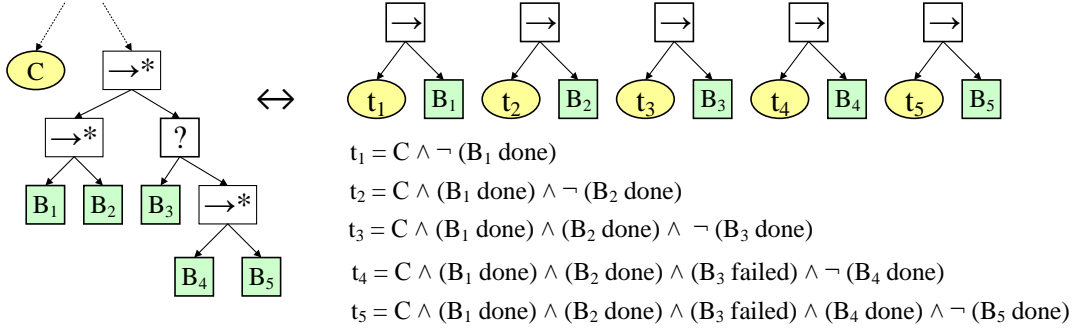 → → → → →
C →* ↔ t₁ B₁ t₂ B₂ t₃ B₃ t₄ B₄ t₅ B₅
→* ?
B₁ B₂ B₃ →*
B₄ B₅
t₁ = C ∧ ¬ (B₁ done)
t₂ = C ∧ (B₁ done) ∧ ¬ (B₂ done)
t₃ = C ∧ (B₁ done) ∧ (B₂ done) ∧ ¬ (B₃ done)
t₄ = C ∧ (B₁ done) ∧ (B₂ done) ∧ (B₃ failed) ∧ ¬ (B₄ done)
t₅ = C ∧ (B₁ done) ∧ (B₂ done) ∧ (B₃ failed) ∧ (B₄ done) ∧ ¬ (B₅ done)